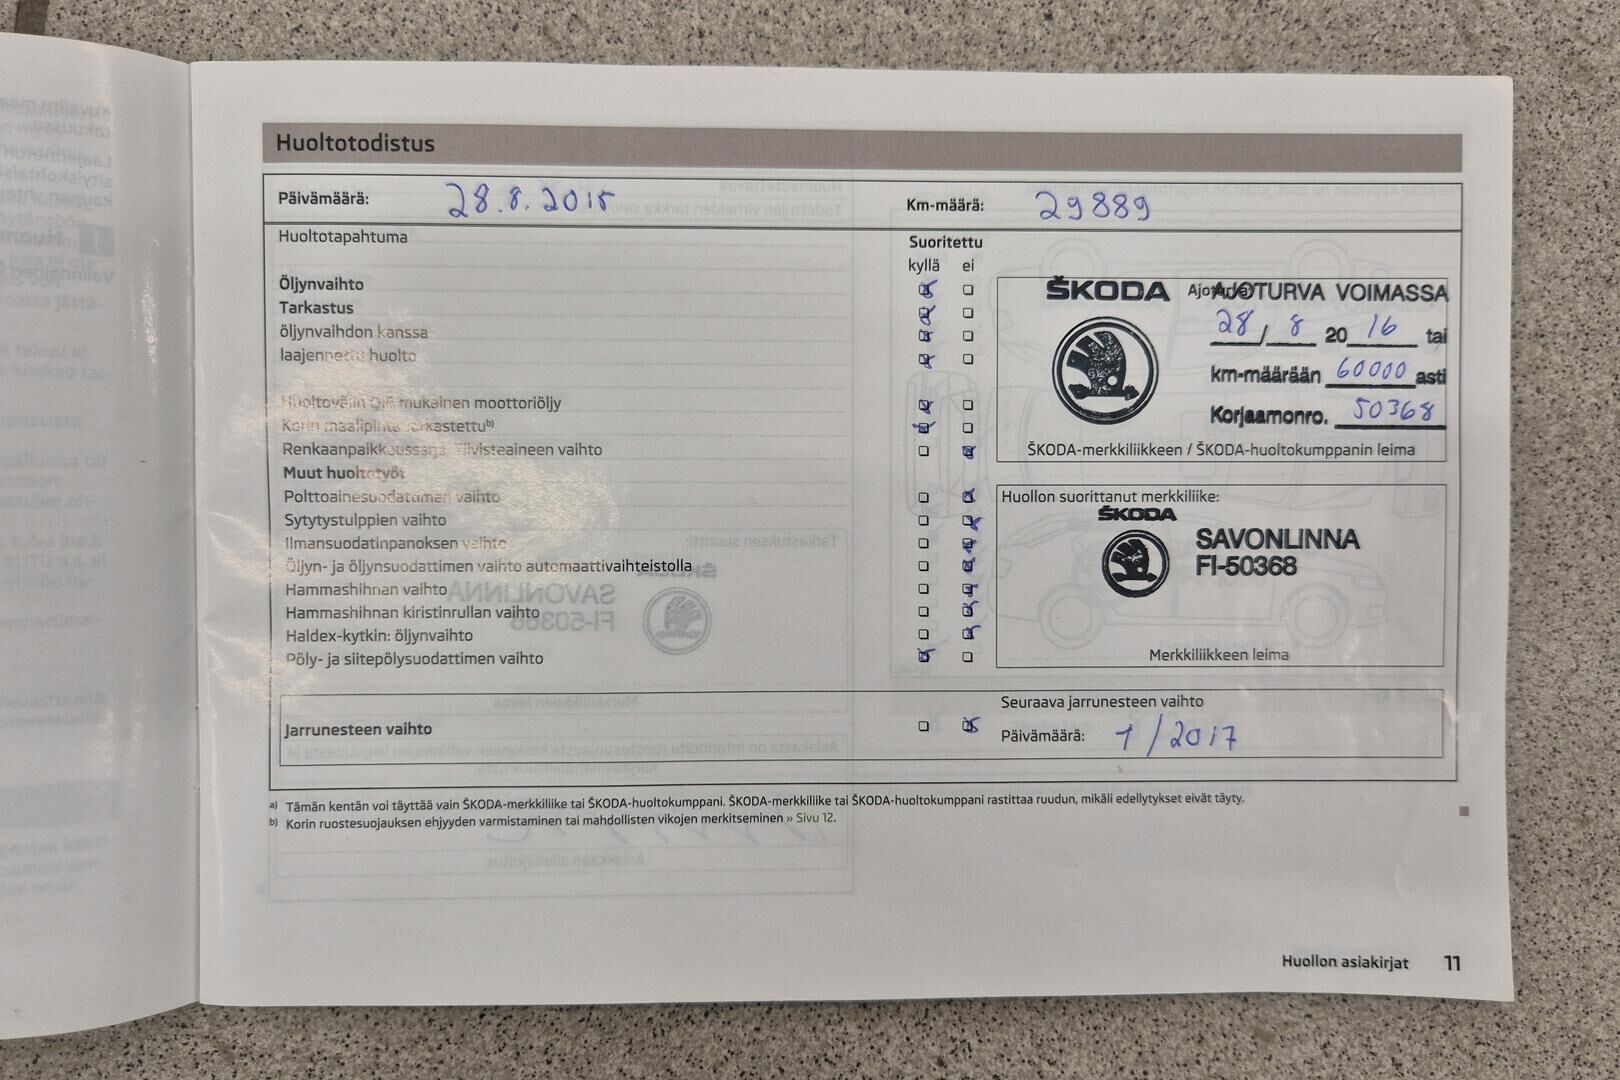 Huoltotodistus
Päivämäärä: 28.8.2015 Km-määrä: 29889
Huoltotapahtuma Suoritettu
kyllä ei
Öljynvaihto
Tarkastus
öljynvaihdon kanssa
laajennettu huolto
Huoltovälin mukainen moottoriöljy
Korin maalipinta tarkastettu b)
Renkaanpaikkaussarja: tiivisteaineen vaihto
Muut huoltotyöt
Polttoainesuodattimen vaihto
Sytytystulppien vaihto
Ilmansuodatinpanoksen vaihto
Öljyn- ja öljynsuodattimen vaihto automaattivaihteistolla
Hammashihnan vaihto
Hammashihnan kiristinrullan vaihto
Haldex-kytkin: öljynvaihto
Pöly- ja siitepölysuodattimen vaihto
ŠKODA AJOTURVA VOIMASSA
28/8 2016 tai
km-määrään 60000 asti
Korjaamonro. 50368
ŠKODA-merkkiliikkeen / ŠKODA-huoltokumppanin leima
Huollon suorittanut merkkiliike:
ŠKODA
SAVONLINNA
FI-50368
Merkkiliikkeen leima
Jarrunesteen vaihto
Seuraava jarrunesteen vaihto
Päivämäärä: 1/2017
a) Tämän kentän voi täyttää vain ŠKODA-merkkiliike tai ŠKODA-huoltokumppani. ŠKODA-merkkiliike tai ŠKODA-huoltokumppani rastittaa ruudun, mikäli edellytykset eivät täyty.
b) Korin ruostesuojauksen ehjyyden varmistaminen tai mahdollisten vikojen merkitseminen » Sivu 12.
Huollon asiakirjat 11